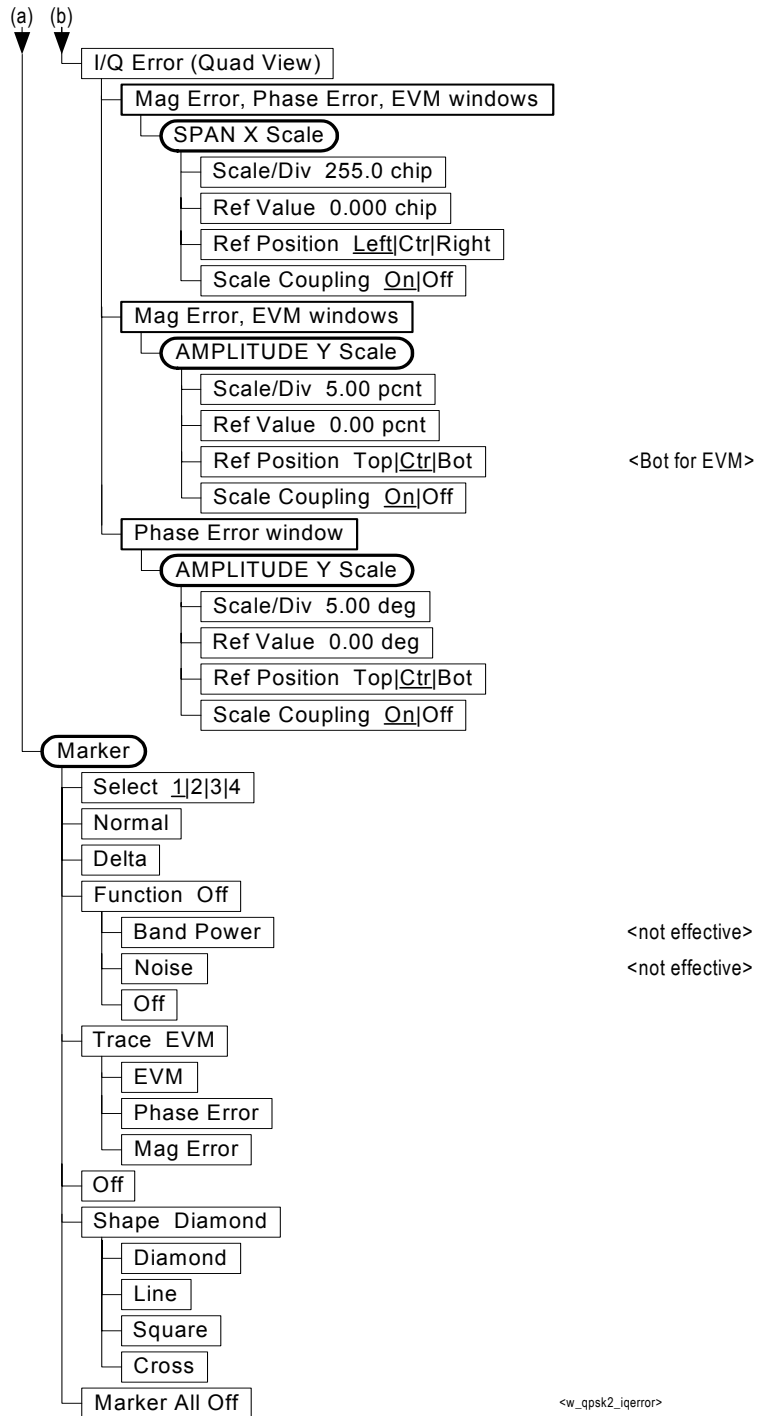 (a) (b)
I/Q Error (Quad View)
Mag Error, Phase Error, EVM windows
SPAN X Scale
Scale/Div 255.0 chip
Ref Value 0.000 chip
Ref Position Left|Ctr|Right
Scale Coupling On|Off
Mag Error, EVM windows
AMPLITUDE Y Scale
Scale/Div 5.00 pcnt
Ref Value 0.00 pcnt
Ref Position Top|Ctr|Bot <Bot for EVM>
Scale Coupling On|Off
Phase Error window
AMPLITUDE Y Scale
Scale/Div 5.00 deg
Ref Value 0.00 deg
Ref Position Top|Ctr|Bot
Scale Coupling On|Off
Marker
Select 1|2|3|4
Normal
Delta
Function Off
Band Power <not effective>
Noise <not effective>
Off
Trace EVM
EVM
Phase Error
Mag Error
Off
Shape Diamond
Diamond
Line
Square
Cross
Marker All Off <w_qpsk2_iqerror>